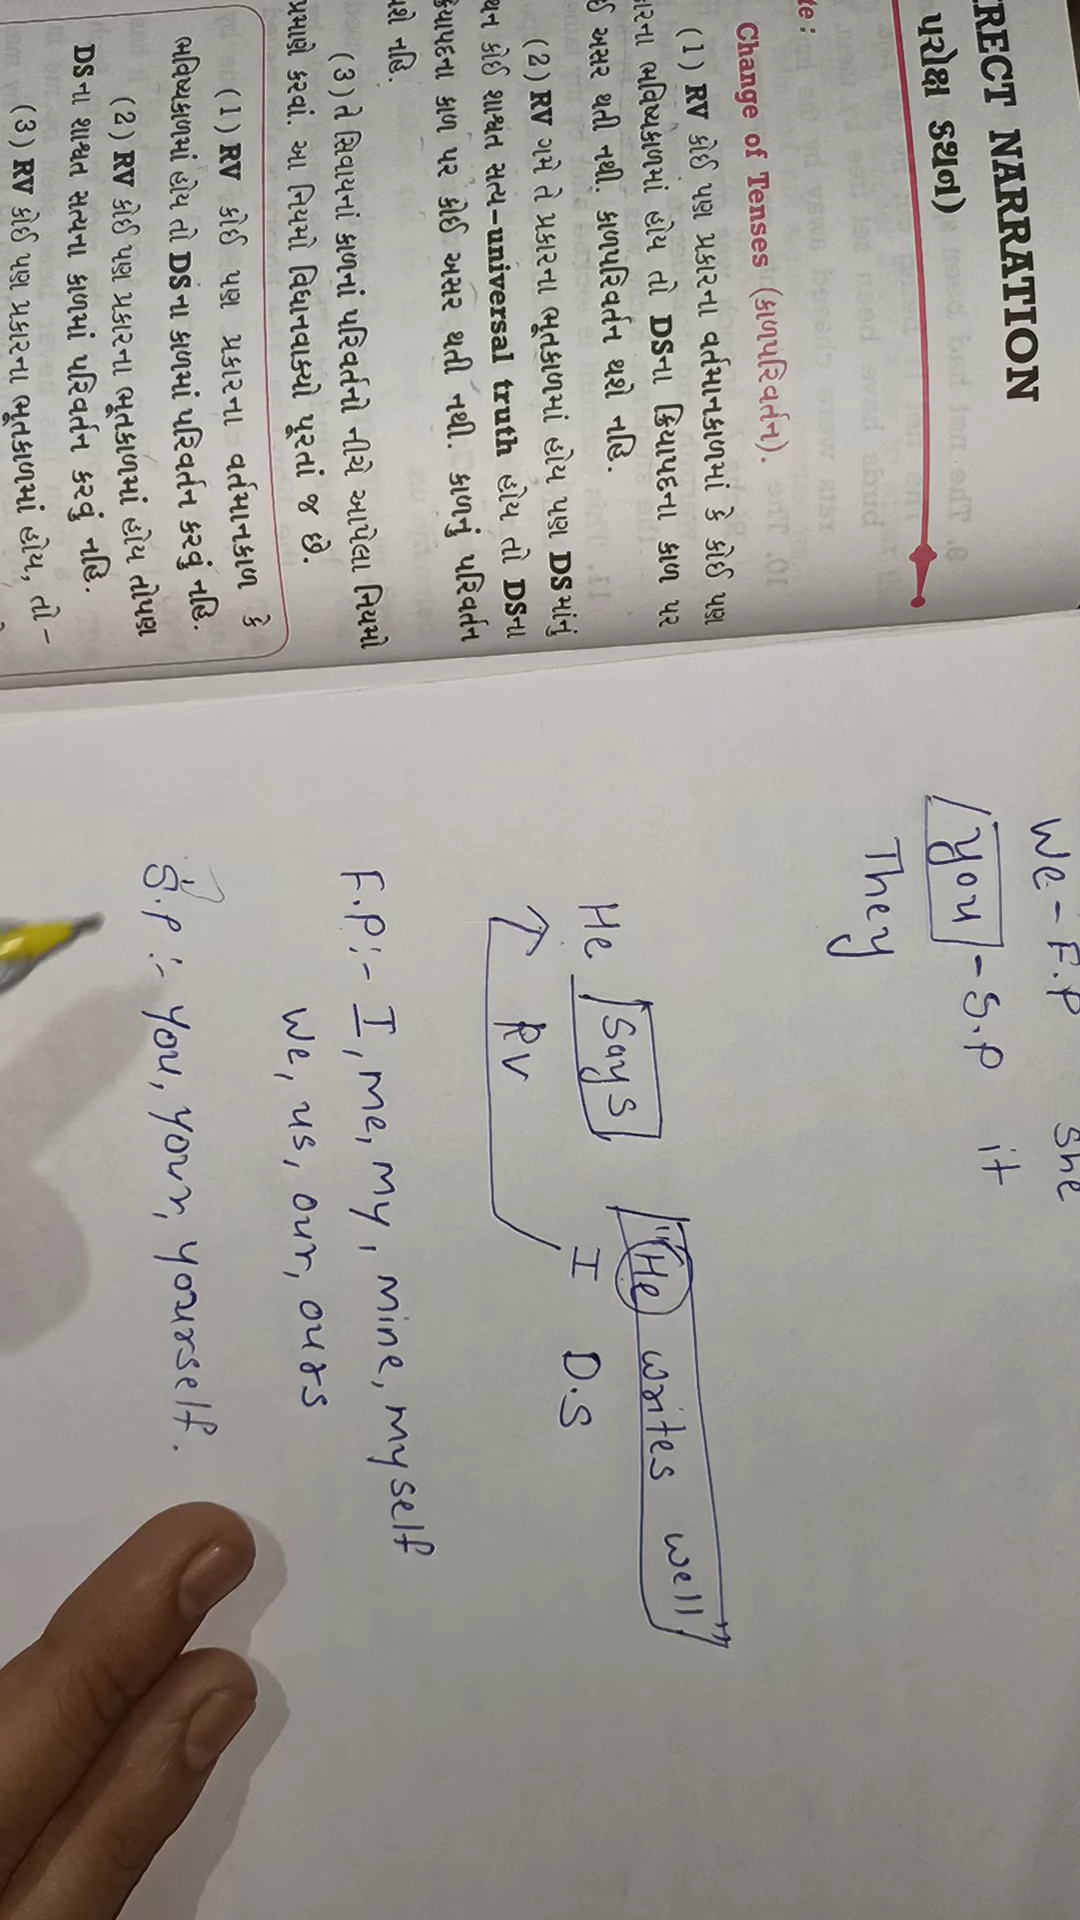 RECT NARRATION
પરોક્ષ કથન)
te :
Change of Tenses (કાળપરિવર્તન).
(1) RV કોઈ પણ પ્રકારના વર્તમાનકાળમાં કે કોઈ પણ
કારના ભવિષ્યકાળમાં હોય તો DSના ક્રિયાપદના કાળ પર
ઈ અસર થતી નથી. કાળપરિવર્તન થશે નહિ.
(2) RV ગમે તે પ્રકારના ભૂતકાળમાં હોય પણ DSમાંનું
થન કોઈ શાશ્વત સત્ય–universal truth હોય તો DSના
ક્રેયાપદના કાળ પર કોઈ અસર થતી નથી. કાળનું પરિવર્તન
થશે નહિ.
(3) તે સિવાયનાં કાળનાં પરિવર્તનો નીચે આપેલા નિયમો
પ્રમાણે કરવાં. આ નિયમો વિધાનવાક્યો પૂરતાં જ છે.
(1) RV કોઈ પણ પ્રકારના વર્તમાનકાળ કે
ભવિષ્યકાળમાં હોય તો DSના કાળમાં પરિવર્તન કરવું નહિ.
(2) RV કોઈ પણ પ્રકારના ભૂતકાળમાં હોય તોપણ
DSના શાશ્વત સત્યના કાળમાં પરિવર્તન કરવું નહિ.
(3) RV કોઈ પણ પ્રકારના ભૂતકાળમાં હોય, તો –
We - F.P she
you - S.P it
They
He says "He writes well"
RV I D.S
F.P :- I, me, my, mine, myself
We, us, our, ours
S.P :- You, your, yourself.